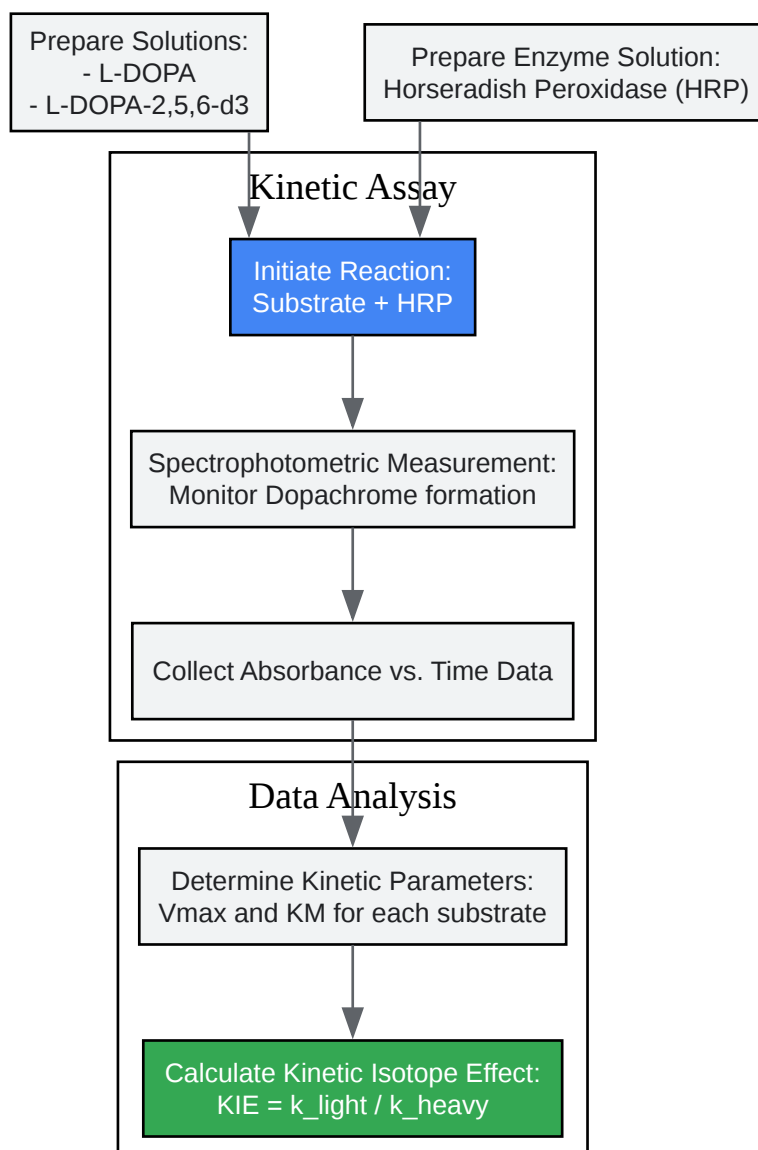 Prepare Solutions:
- L-DOPA
- L-DOPA-2,5,6-d3
Prepare Enzyme Solution:
Horseradish Peroxidase (HRP)
Kinetic Assay
Initiate Reaction:
Substrate + HRP
Spectrophotometric Measurement:
Monitor Dopachrome formation
Collect Absorbance vs. Time Data
Data Analysis
Determine Kinetic Parameters:
Vmax and KM for each substrate
Calculate Kinetic Isotope Effect:
KIE = k_light / k_heavy